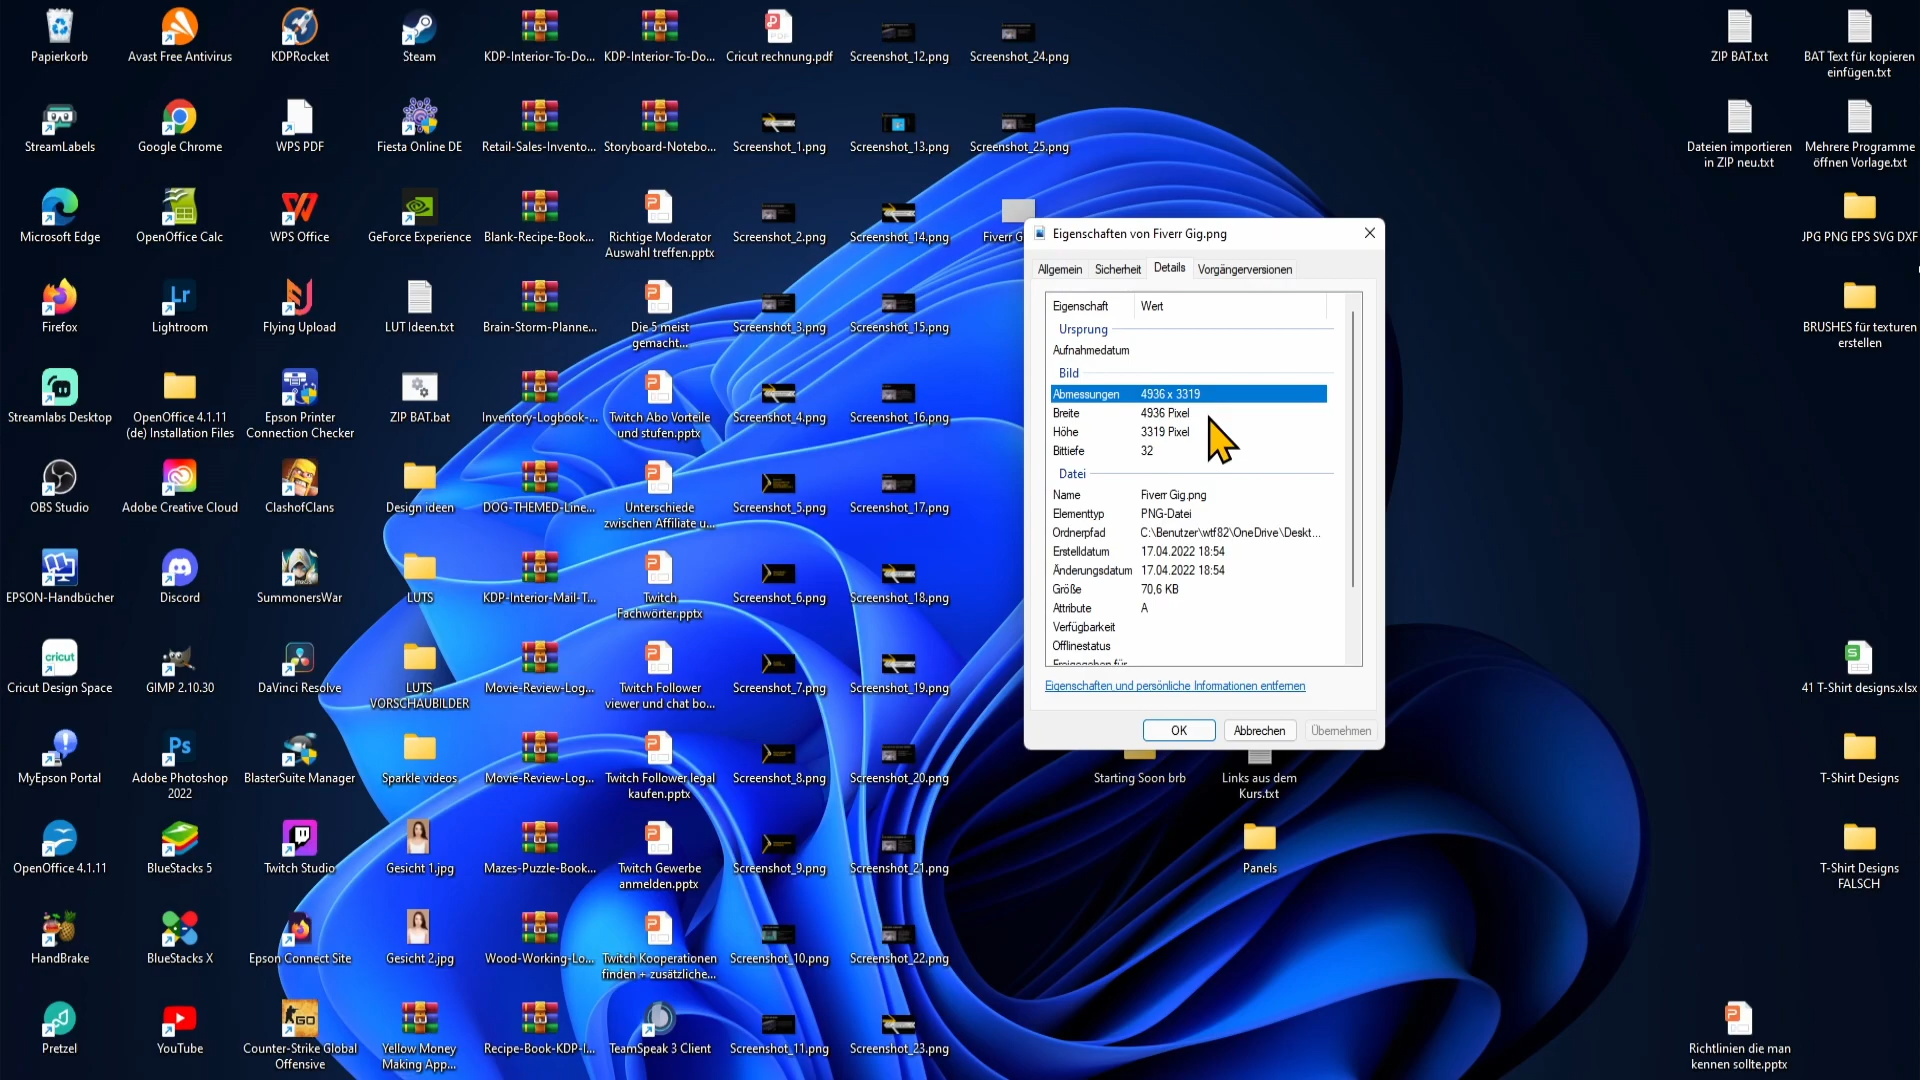 Papierkorb
Avast Free Antivirus
KDPRocket
Steam
KDP-Interior-To-Do...
KDP-Interior-To-Do...
Cricut rechnung.pdf
Screenshot_12.png
Screenshot_24.png
ZIP BAT.txt
BAT Text für kopieren
einfügen.txt
StreamLabels
Google Chrome
WPS PDF
Fiesta Online DE
Retail-Sales-Invento...
Storyboard-Notebo...
Screenshot_1.png
Screenshot_13.png
Screenshot_25.png
Dateien importieren
in ZIP neu.txt
Mehrere Programme
öffnen Vorlage.txt
Microsoft Edge
OpenOffice Calc
WPS Office
GeForce Experience
Blank-Recipe-Book...
Richtige Moderator
Auswahl treffen.pptx
Screenshot_2.png
Screenshot_14.png
Fiverr G
JPG PNG EPS SVG DXF
Firefox
Lightroom
Flying Upload
LUT Ideen.txt
Brain-Storm-Planne...
Die 5 meist
gemacht...
Screenshot_3.png
Screenshot_15.png
BRUSHES für texturen
erstellen
Streamlabs Desktop
OpenOffice 4.1.11
(de) Installation Files
Epson Printer
Connection Checker
ZIP BAT.bat
Inventory-Logbook-...
Twitch Abo Vorteile
und stufen.pptx
Screenshot_4.png
Screenshot_16.png
OBS Studio
Adobe Creative Cloud
ClashofClans
Design ideen
DOG-THEMED-Line...
Unterschiede
zwischen Affiliate u...
Screenshot_5.png
Screenshot_17.png
EPSON-Handbücher
Discord
SummonersWar
LUTS
KDP-Interior-Mail-T...
Twitch
Fachwörter.pptx
Screenshot_6.png
Screenshot_18.png
cricut
Cricut Design Space
GIMP 2.10.30
DaVinci Resolve
LUTS
VORSCHAUBILDER
Movie-Review-Log...
Twitch Follower
viewer und chat bo...
Screenshot_7.png
Screenshot_19.png
41 T-Shirt designs.xlsx
MyEpson Portal
Adobe Photoshop
2022
BlasterSuite Manager
Sparkle videos
Movie-Review-Log...
Twitch Follower legal
kaufen.pptx
Screenshot_8.png
Screenshot_20.png
Starting Soon brb
Links aus dem
Kurs.txt
T-Shirt Designs
OpenOffice 4.1.11
BlueStacks 5
Twitch Studio
Gesicht 1.jpg
Mazes-Puzzle-Book...
Twitch Gewerbe
anmelden.pptx
Screenshot_9.png
Screenshot_21.png
Panels
T-Shirt Designs
FALSCH
HandBrake
BlueStacks X
Epson Connect Site
Gesicht 2.jpg
Wood-Working-Lo...
Twitch Kooperationen
finden + zusätzliche...
Screenshot_10.png
Screenshot_22.png
Pretzel
YouTube
Counter-Strike Global
Offensive
Yellow Money
Making App...
Recipe-Book-KDP-I...
TeamSpeak 3 Client
Screenshot_11.png
Screenshot_23.png
Richtlinien die man
kennen sollte.pptx
Eigenschaften von Fiverr Gig.png
Allgemein Sicherheit Details Vorgängerversionen
Eigenschaft Wert
Ursprung
Aufnahmedatum
Bild
Abmessungen 4936 x 3319
Breite 4936 Pixel
Höhe 3319 Pixel
Bittiefe 32
Datei
Name Fiverr Gig.png
Elementtyp PNG-Datei
Ordnerpfad C:\Benutzer\wtf82\OneDrive\Deskt...
Erstelldatum 17.04.2022 18:54
Änderungsdatum 17.04.2022 18:54
Größe 70,6 KB
Attribute A
Verfügbarkeit
Offlinestatus
Freigegeben für
Eigenschaften und persönliche Informationen entfernen
OK Abbrechen Übernehmen